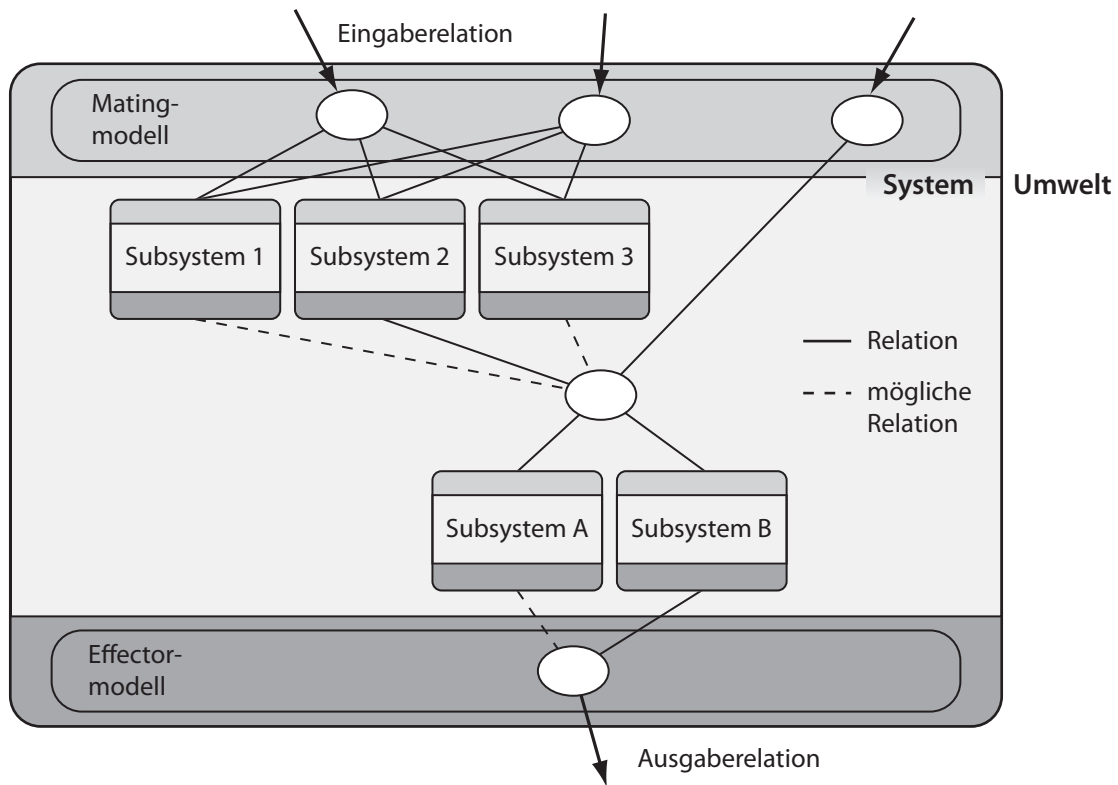 Eingaberelation
Mating-
modell
System Umwelt
Subsystem 1 Subsystem 2 Subsystem 3
Relation
mögliche
Relation
Subsystem A Subsystem B
Effector-
modell
Ausgaberelation